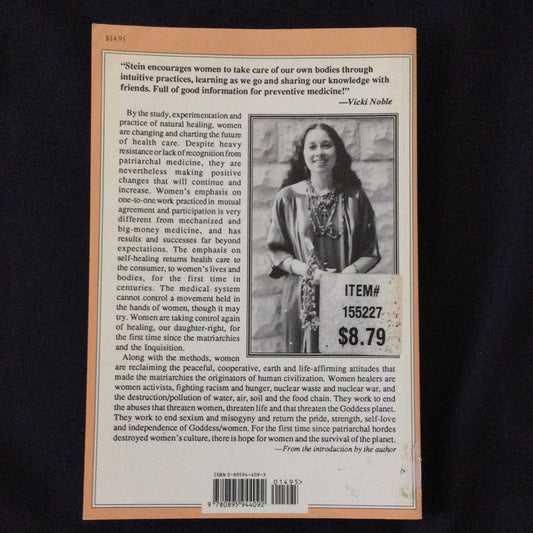 $14.95
“Stein encourages women to take care of our own bodies through
intuitive practices, learning as we go and sharing our knowledge with
friends. Full of good information for preventive medicine!”
—Vicki Noble
By the study, experimentation and
practice of natural healing, women
are changing and charting the future
of health care. Despite heavy
resistance or lack of recognition from
patriarchal medicine, they are
nevertheless making positive
changes that will continue and
increase. Women's emphasis on
one-to-one work practiced in mutual
agreement and participation is very
different from mechanized and
big-money medicine, and has
results and successes far beyond
expectations. The emphasis on
self-healing returns health care to
the consumer, to women's lives and
bodies, for the first time in
centuries. The medical system
cannot control a movement held in
the hands of women, though it may
try. Women are taking control again
of healing, our daughter-right, for
the first time since the matriarchies
and the Inquisition.
Along with the methods, women
are reclaiming the peaceful, cooperative, earth and life-affirming attitudes that
made the matriarchies the originators of human civilization. Women healers are
women activists, fighting racism and hunger, nuclear waste and nuclear war, and
the destruction/pollution of water, air, soil and the food chain. They work to end
the abuses that threaten women, threaten life and that threaten the Goddess planet.
They work to end sexism and misogyny and return the pride, strength, self-love
and independence of Goddess/women. For the first time since patriarchal hordes
destroyed women's culture, there is hope for women and the survival of the planet.
—From the introduction by the author
ITEM#
155227
$8.79
ISBN 0-89594-409-X
01495>
9 780895 944092